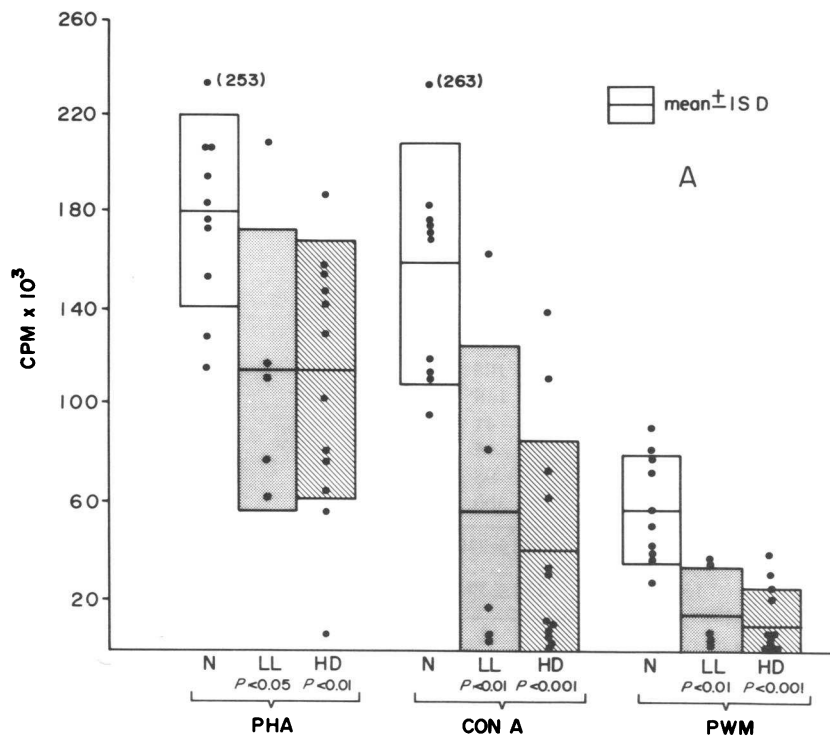 260
220
180
140
100
60
20
CPM x 10³
(253)
(263)
mean ± ISD
A
N LL HD N LL HD N LL HD
P<0.05 P<0.01 P<0.01 P<0.001 P<0.01 P<0.001
PHA CON A PWM